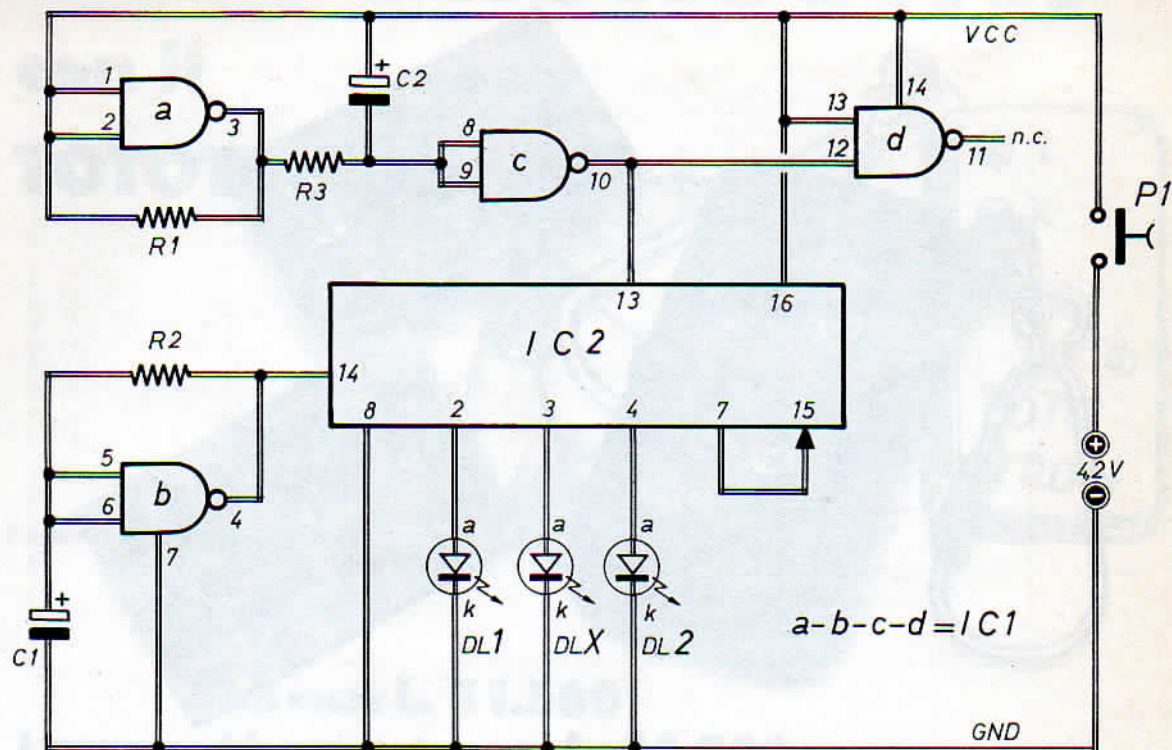 VCC
1
2
a
3
+
C2
R3
R1
8
9
c
10
13
12
14
d
11
n.c.
P1
13
16
IC2
14
8
2
3
4
7
15
R2
5
6
b
4
7
+
C1
a
k
DL1
a
k
DLX
a
k
DL2
+
4,2V
-
a-b-c-d=IC1
GND